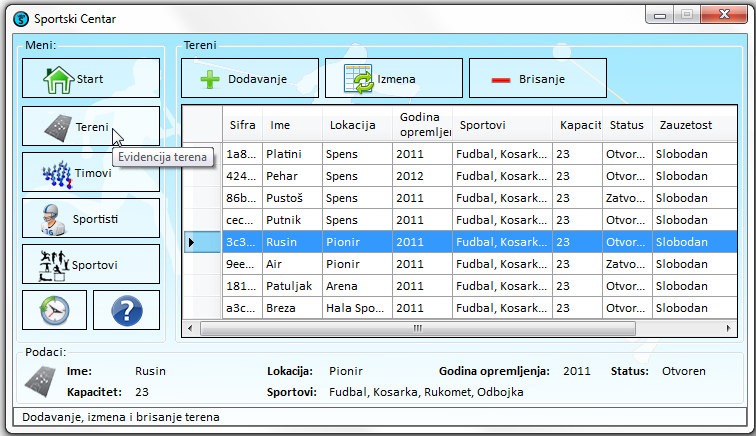 Sportski Centar
Meni:
Start
Tereni
Evidencija terena
Timovi
Sportisti
Sportovi
Tereni
Dodavanje Izmena Brisanje
Sifra Ime Lokacija Godina opremljer Sportovi Kapacit Status Zauzetost
1a8... Platini Spens 2011 Fudbal, Kosark... 23 Otvor... Slobodan
424... Pehar Spens 2012 Fudbal, Kosark... 23 Otvor... Slobodan
86b... Pustoš Spens 2011 Fudbal, Kosark... 23 Zatvo... Slobodan
cec... Putnik Spens 2011 Fudbal, Kosark... 23 Otvor... Slobodan
3c3... Rusin Pionir 2011 Fudbal, Kosark... 23 Otvor... Slobodan
9ee... Air Pionir 2011 Fudbal, Kosark... 23 Zatvo... Slobodan
181... Patuljak Arena 2011 Fudbal, Kosark... 23 Otvor... Slobodan
a3c... Breza Hala Spo... 2011 Fudbal, Kosark... 23 Otvor... Slobodan
Podaci:
Ime: Rusin Lokacija: Pionir Godina opremljenja: 2011 Status: Otvoren
Kapacitet: 23 Sportovi: Fudbal, Kosarka, Rukomet, Odbojka
Dodavanje, izmena i brisanje terena